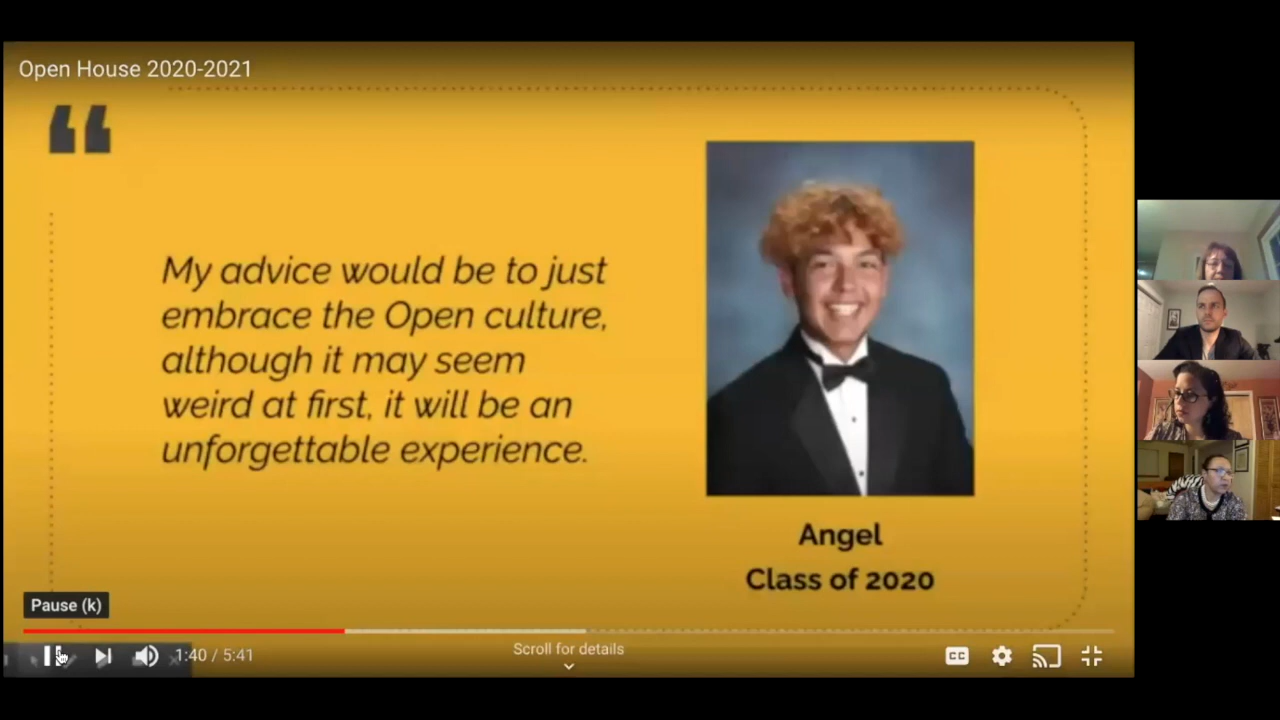 Open House 2020-2021
“
My advice would be to just
embrace the Open culture,
although it may seem
weird at first, it will be an
unforgettable experience.
Angel
Class of 2020
Pause (k)
1:40 / 5:41
Scroll for details
CC